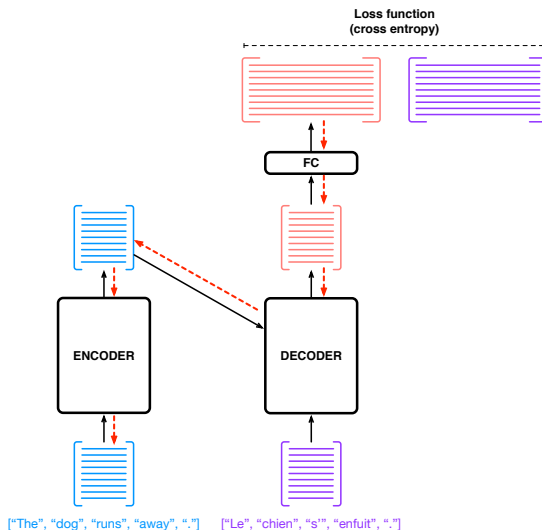 Loss function
(cross entropy)
FC
ENCODER
DECODER
[“The”, “dog”, “runs”, “away”, “.”]
[“Le”, “chien”, “s'”, “enfuit”, “.”]